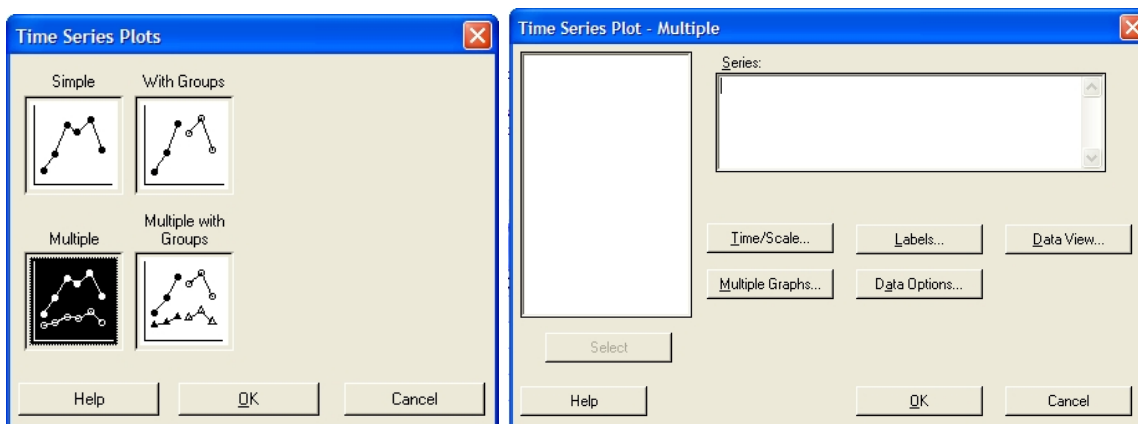 Time Series Plots
Simple
With Groups
Multiple
Multiple with
Groups
Help
OK
Cancel
Time Series Plot - Multiple
Series:
Time/Scale...
Labels...
Data View...
Multiple Graphs...
Data Options...
Select
Help
OK
Cancel